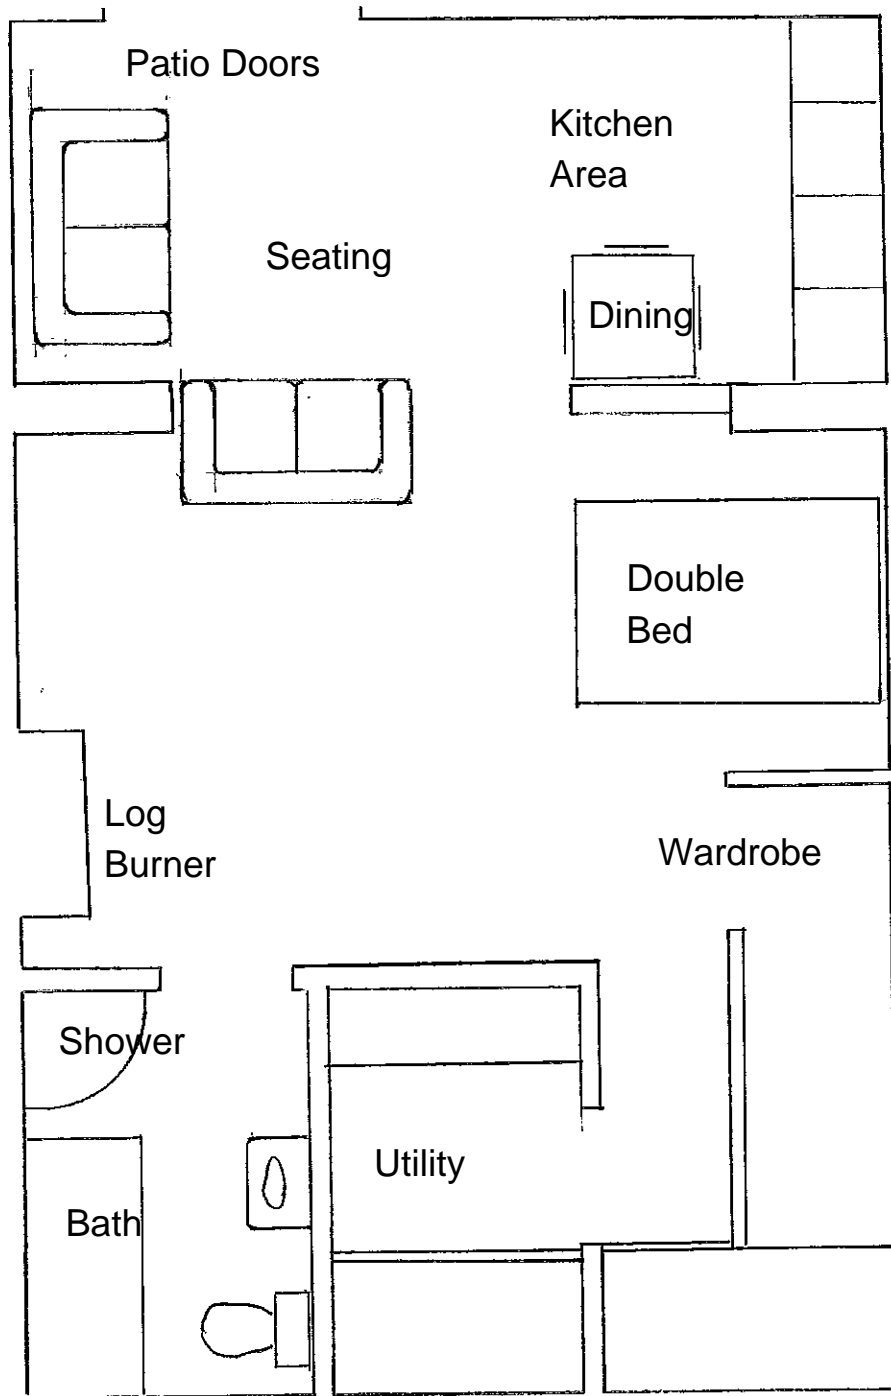 Patio Doors
Kitchen
Area
Seating
Dining
Double
Bed
Log
Burner
Wardrobe
Shower
Utility
Bath